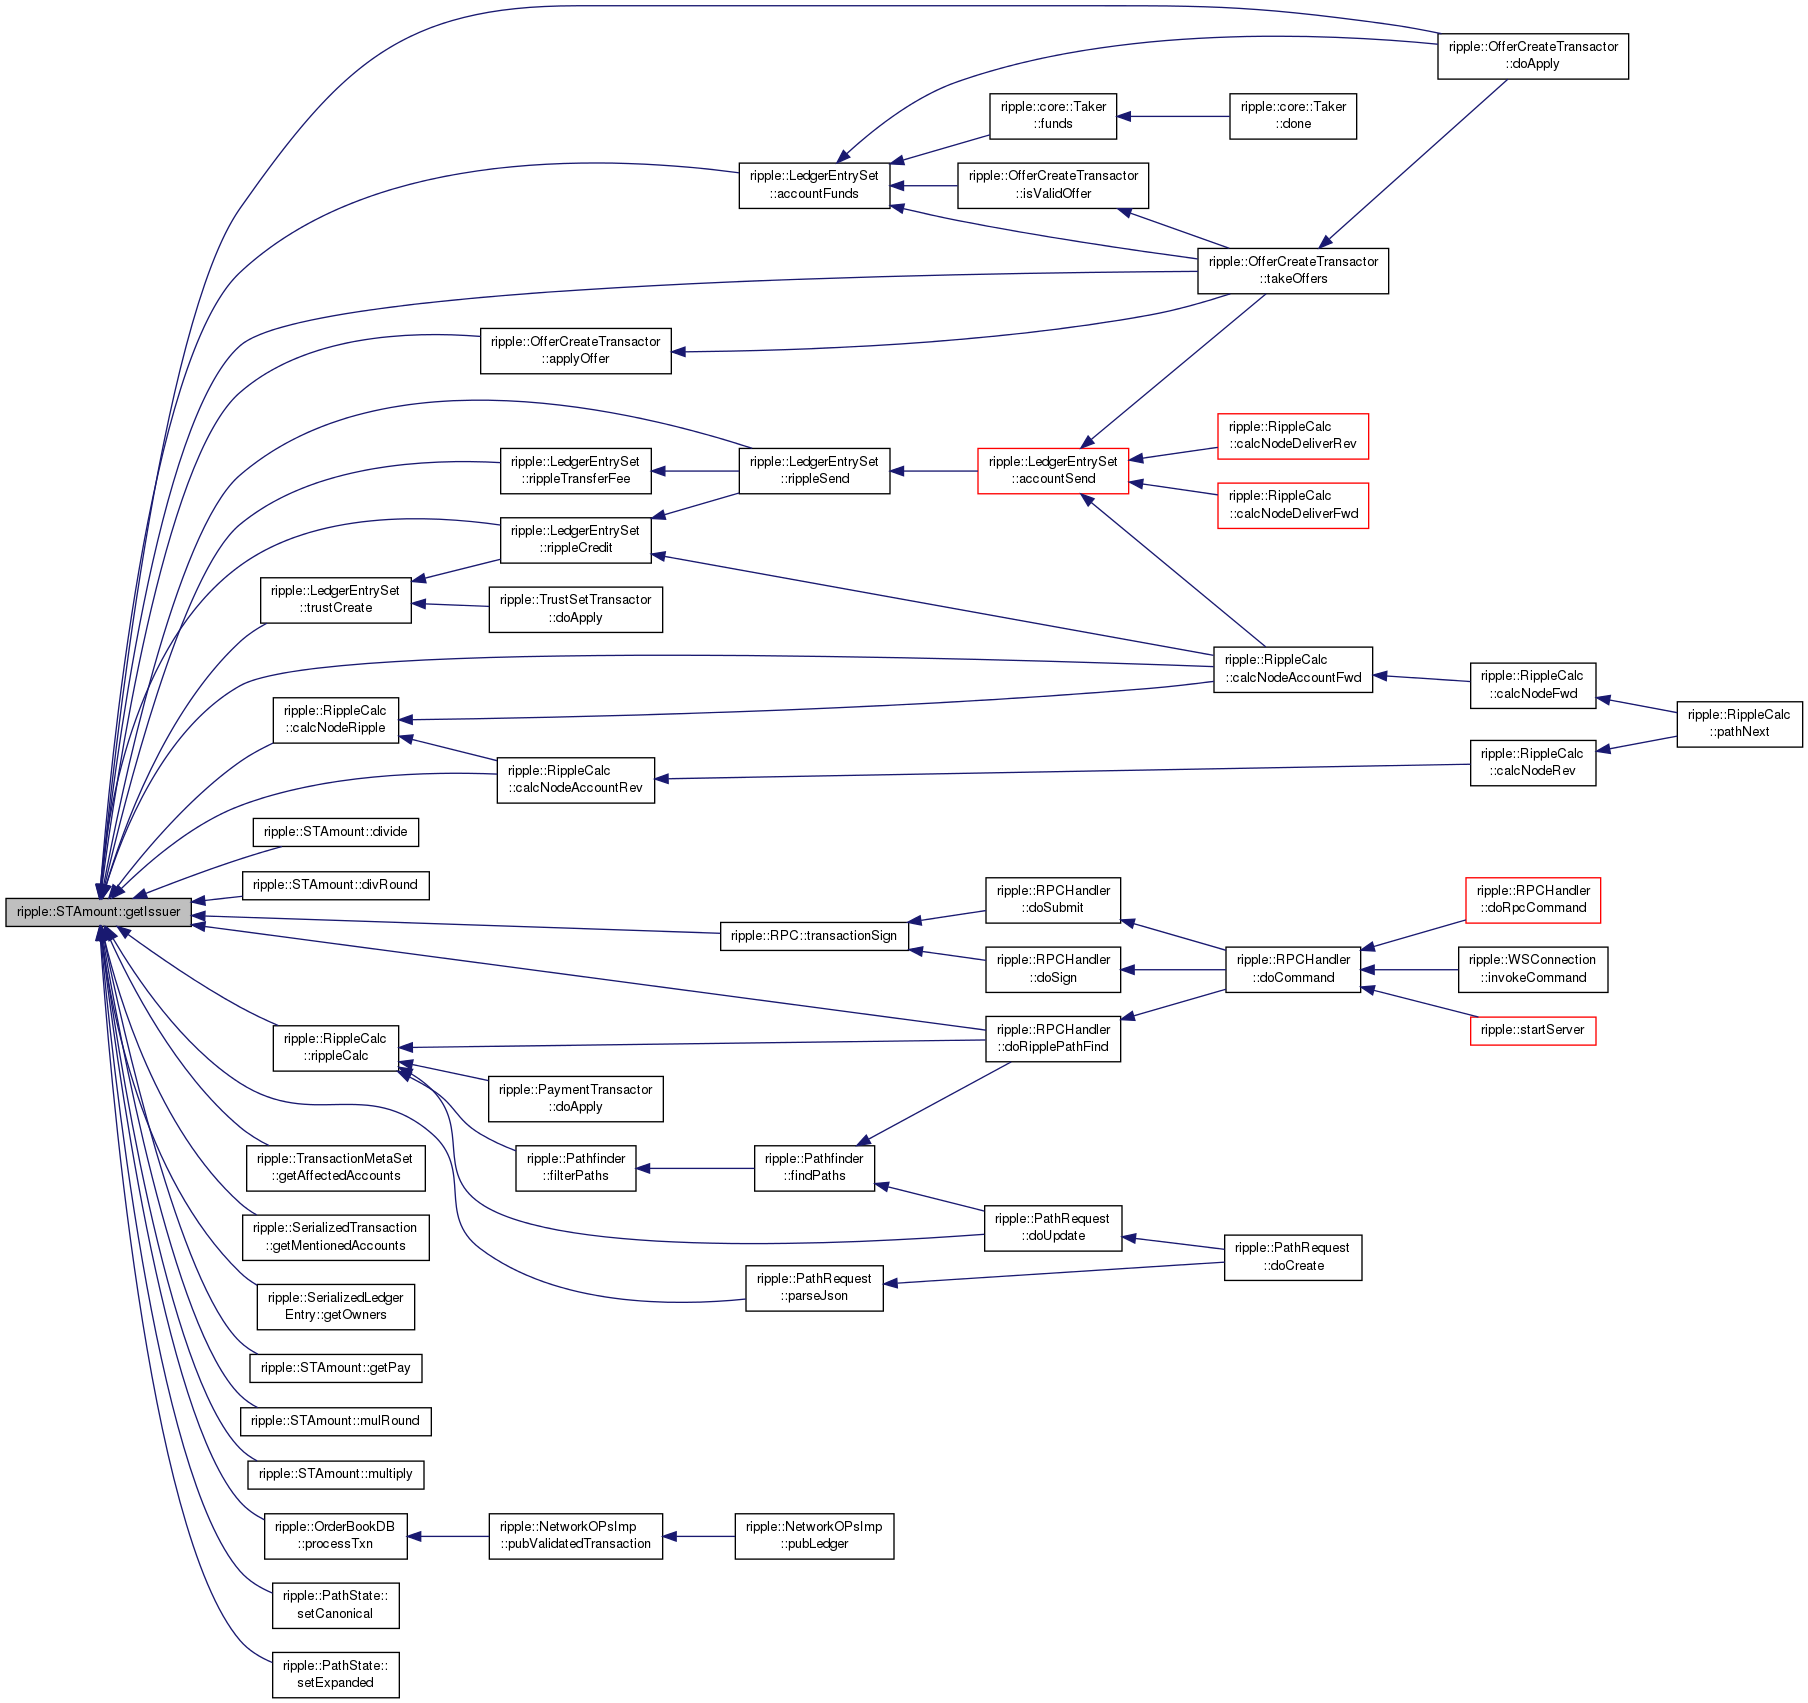 ripple::OfferCreateTransactor
::doApply
ripple::core::Taker
::funds
ripple::core::Taker
::done
ripple::LedgerEntrySet
::accountFunds
ripple::OfferCreateTransactor
::isValidOffer
ripple::OfferCreateTransactor
::takeOffers
ripple::OfferCreateTransactor
::applyOffer
ripple::RippleCalc
::calcNodeDeliverRev
ripple::LedgerEntrySet
::rippleTransferFee
ripple::LedgerEntrySet
::rippleSend
ripple::LedgerEntrySet
::accountSend
ripple::RippleCalc
::calcNodeDeliverFwd
ripple::LedgerEntrySet
::rippleCredit
ripple::LedgerEntrySet
::trustCreate
ripple::TrustSetTransactor
::doApply
ripple::RippleCalc
::calcNodeAccountFwd
ripple::RippleCalc
::calcNodeFwd
ripple::RippleCalc
::calcNodeRipple
ripple::RippleCalc
::pathNext
ripple::RippleCalc
::calcNodeAccountRev
ripple::RippleCalc
::calcNodeRev
ripple::STAmount::divide
ripple::STAmount::divRound
ripple::STAmount::getIssuer
ripple::RPC::transactionSign
ripple::RPCHandler
::doSubmit
ripple::RPCHandler
::doRpcCommand
ripple::RPCHandler
::doSign
ripple::RPCHandler
::doCommand
ripple::WSConnection
::invokeCommand
ripple::RippleCalc
::rippleCalc
ripple::RPCHandler
::doRipplePathFind
ripple::startServer
ripple::PaymentTransactor
::doApply
ripple::TransactionMetaSet
::getAffectedAccounts
ripple::Pathfinder
::filterPaths
ripple::Pathfinder
::findPaths
ripple::SerializedTransaction
::getMentionedAccounts
ripple::PathRequest
::doUpdate
ripple::PathRequest
::doCreate
ripple::PathRequest
::parseJson
ripple::SerializedLedger
Entry::getOwners
ripple::STAmount::getPay
ripple::STAmount::mulRound
ripple::STAmount::multiply
ripple::OrderBookDB
::processTxn
ripple::NetworkOPsImp
::pubValidatedTransaction
ripple::NetworkOPsImp
::pubLedger
ripple::PathState::
setCanonical
ripple::PathState::
setExpanded